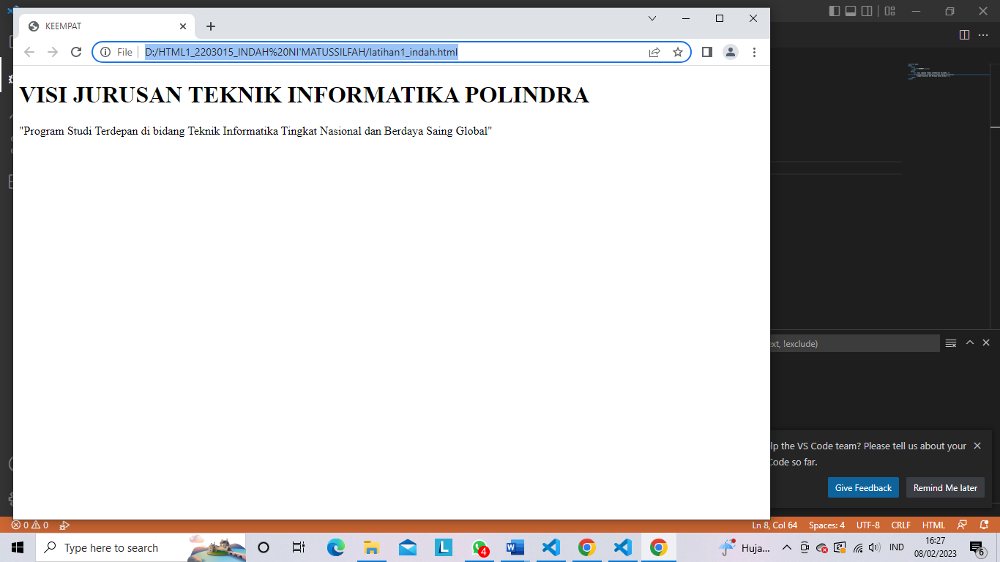 KEEMPAT
File
D:/HTML1_2203015_INDAH%20NI'MATUSSILFAH/latihan1_indah.html
VISI JURUSAN TEKNIK INFORMATIKA POLINDRA
"Program Studi Terdepan di bidang Teknik Informatika Tingkat Nasional dan Berdaya Saing Global"
ext, !exclude)
lp the VS Code team? Please tell us about your
Code so far.
Give Feedback
Remind Me later
0 0
Ln 8, Col 64
Spaces: 4
UTF-8
CRLF
HTML
Type here to search
L
4
W
Huja...
IND
16:27
08/02/2023
6